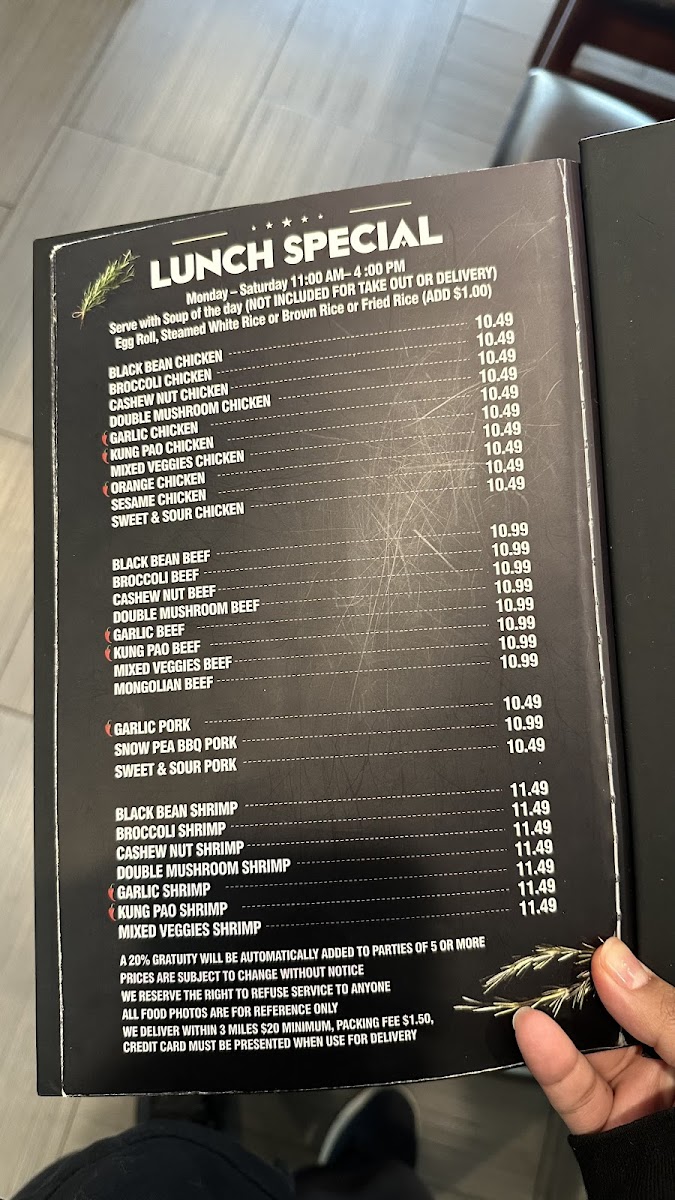 LUNCH SPECIAL
Monday – Saturday 11:00 AM– 4 :00 PM
Serve with Soup of the day (NOT INCLUDED FOR TAKE OUT OR DELIVERY)
Egg Roll, Steamed White Rice or Brown Rice or Fried Rice (ADD $1.00)
BLACK BEAN CHICKEN 10.49
BROCCOLI CHICKEN 10.49
CASHEW NUT CHICKEN 10.49
DOUBLE MUSHROOM CHICKEN 10.49
GARLIC CHICKEN 10.49
KUNG PAO CHICKEN 10.49
MIXED VEGGIES CHICKEN 10.49
ORANGE CHICKEN 10.49
SESAME CHICKEN 10.49
SWEET & SOUR CHICKEN 10.49
BLACK BEAN BEEF 10.99
BROCCOLI BEEF 10.99
CASHEW NUT BEEF 10.99
DOUBLE MUSHROOM BEEF 10.99
GARLIC BEEF 10.99
KUNG PAO BEEF 10.99
MIXED VEGGIES BEEF 10.99
MONGOLIAN BEEF 10.99
GARLIC PORK 10.49
SNOW PEA BBQ PORK 10.99
SWEET & SOUR PORK 10.49
BLACK BEAN SHRIMP 11.49
BROCCOLI SHRIMP 11.49
CASHEW NUT SHRIMP 11.49
DOUBLE MUSHROOM SHRIMP 11.49
GARLIC SHRIMP 11.49
KUNG PAO SHRIMP 11.49
MIXED VEGGIES SHRIMP 11.49
A 20% GRATUITY WILL BE AUTOMATICALLY ADDED TO PARTIES OF 5 OR MORE
PRICES ARE SUBJECT TO CHANGE WITHOUT NOTICE
WE RESERVE THE RIGHT TO REFUSE SERVICE TO ANYONE
ALL FOOD PHOTOS ARE FOR REFERENCE ONLY
WE DELIVER WITHIN 3 MILES $20 MINIMUM, PACKING FEE $1.50,
CREDIT CARD MUST BE PRESENTED WHEN USE FOR DELIVERY